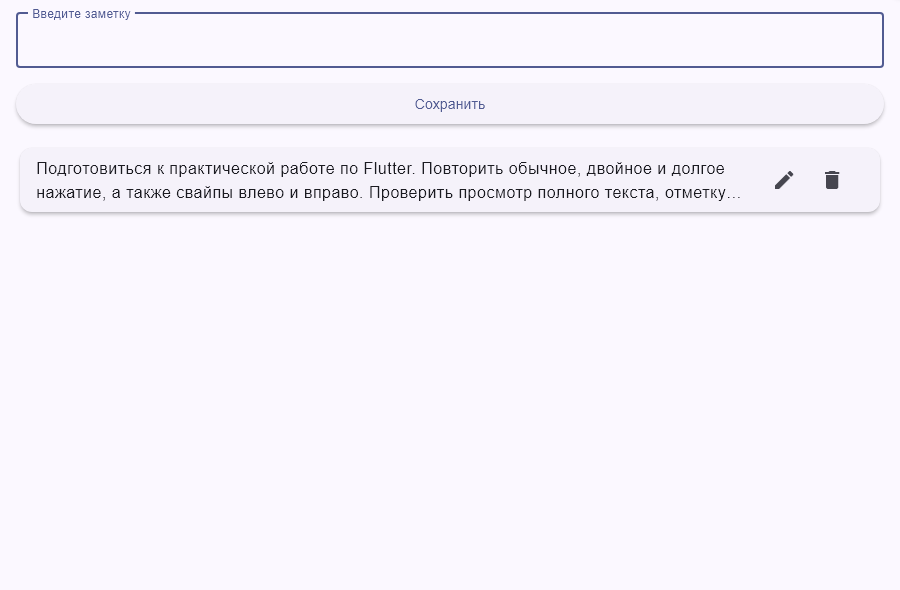 Введите заметку
Сохранить
Подготовиться к практической работе по Flutter. Повторить обычное, двойное и долгое
нажатие, а также свайпы влево и вправо. Проверить просмотр полного текста, отметку…